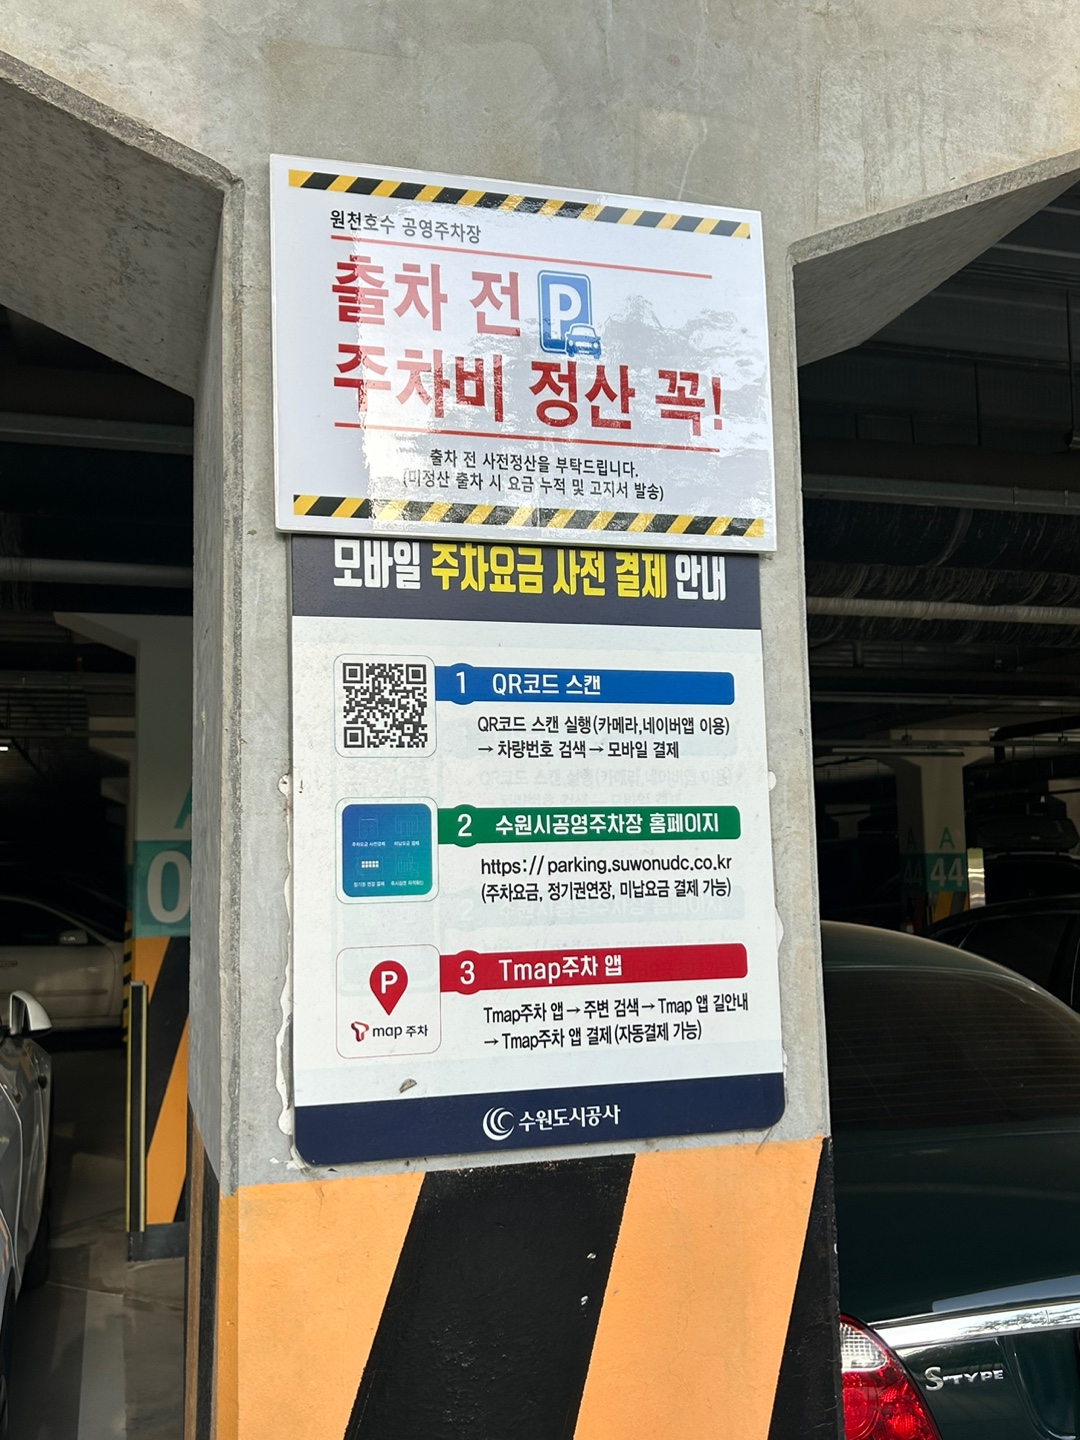 원천호수 공영주차장
출차 전 P
주차비 정산 꼭!
출차 전 사전정산을 부탁드립니다.
(미정산 출차 시 요금 누적 및 고지서 발송)
모바일 주차요금 사전 결제 안내
1 QR코드 스캔
QR코드 스캔 실행(카메라,네이버앱 이용)
→ 차량번호 검색 → 모바일 결제
2 수원시공영주차장 홈페이지
https://parking.suwonudc.co.kr
(주차요금, 정기권연장, 미납요금 결제 가능)
P
T map 주차
3 Tmap주차 앱
Tmap주차 앱 → 주변 검색 → Tmap 앱 길안내
→ Tmap주차 앱 결제(자동결제 가능)
수원도시공사
A
0
A
44
A
44
S-TYPE